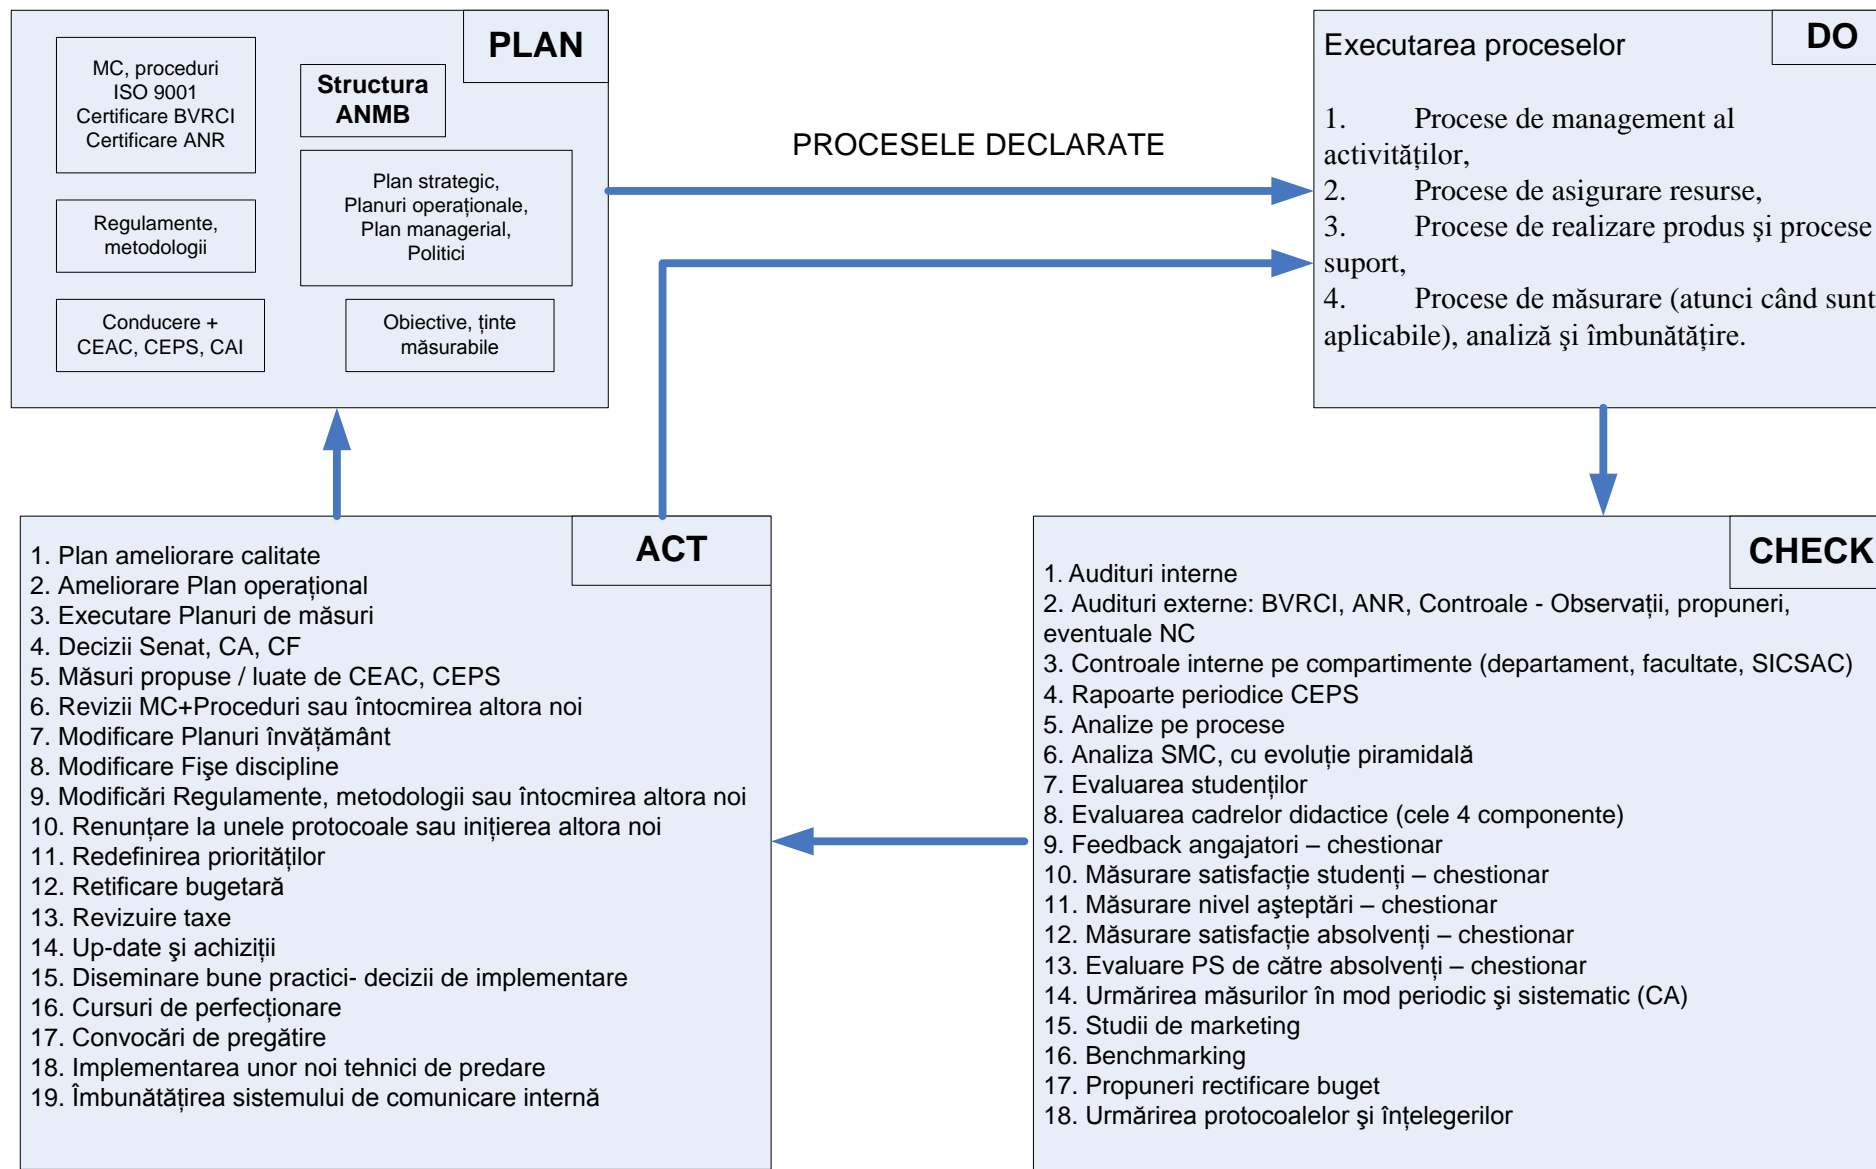 PLAN
MC, proceduri
ISO 9001
Certificare BVRCI
Certificare ANR
Structura
ANMB
Regulamente,
metodologii
Plan strategic,
Planuri operaționale,
Plan managerial,
Politici
Conducere +
CEAC, CEPS, CAI
Obiective, ținte
măsurabile
PROCESELE DECLARATE
DO
Executarea proceselor
1. Procese de management al
activităților,
2. Procese de asigurare resurse,
3. Procese de realizare produs şi procese
suport,
4. Procese de măsurare (atunci când sunt
aplicabile), analiză şi îmbunătățire.
ACT
1. Plan ameliorare calitate
2. Ameliorare Plan operațional
3. Executare Planuri de măsuri
4. Decizii Senat, CA, CF
5. Măsuri propuse / luate de CEAC, CEPS
6. Revizii MC+Proceduri sau întocmirea altora noi
7. Modificare Planuri învățământ
8. Modificare Fişe discipline
9. Modificări Regulamente, metodologii sau întocmirea altora noi
10. Renunțare la unele protocoale sau inițierea altora noi
11. Redefinirea priorităților
12. Retificare bugetară
13. Revizuire taxe
14. Up-date şi achiziții
15. Diseminare bune practici- decizii de implementare
16. Cursuri de perfecționare
17. Convocări de pregătire
18. Implementarea unor noi tehnici de predare
19. Îmbunătățirea sistemului de comunicare internă
CHECK
1. Audituri interne
2. Audituri externe: BVRCI, ANR, Controale - Observații, propuneri,
eventuale NC
3. Controale interne pe compartimente (departament, facultate, SICSAC)
4. Rapoarte periodice CEPS
5. Analize pe procese
6. Analiza SMC, cu evoluție piramidală
7. Evaluarea studenților
8. Evaluarea cadrelor didactice (cele 4 componente)
9. Feedback angajatori – chestionar
10. Măsurare satisfacție studenți – chestionar
11. Măsurare nivel aşteptări – chestionar
12. Măsurare satisfacție absolvenți – chestionar
13. Evaluare PS de către absolvenți – chestionar
14. Urmărirea măsurilor în mod periodic şi sistematic (CA)
15. Studii de marketing
16. Benchmarking
17. Propuneri rectificare buget
18. Urmărirea protocoalelor şi înțelegerilor